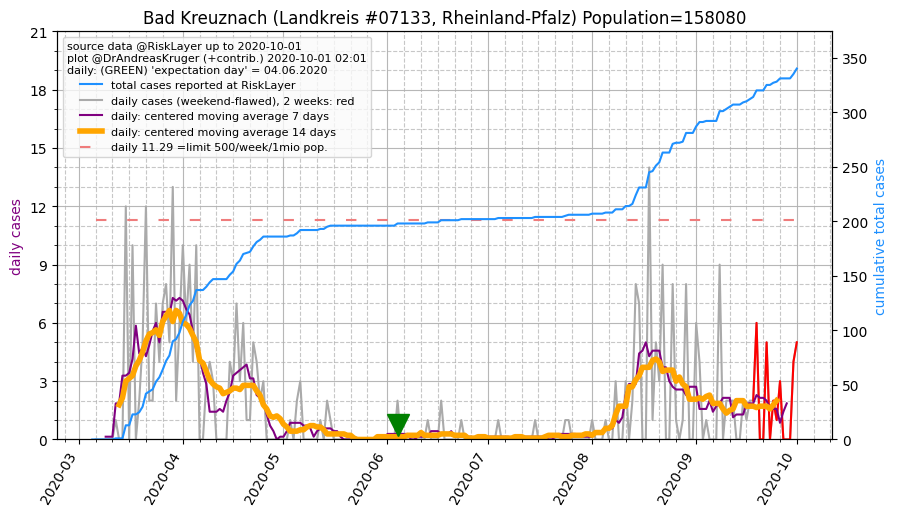 Bad Kreuznach (Landkreis #07133, Rheinland-Pfalz) Population=158080
source data @RiskLayer up to 2020-10-01
plot @DrAndreasKruger (+contrib.) 2020-10-01 02:01
daily: (GREEN) 'expectation day' = 04.06.2020
total cases reported at RiskLayer
daily cases (weekend-flawed), 2 weeks: red
daily: centered moving average 7 days
daily: centered moving average 14 days
daily 11.29 =limit 500/week/1mio pop.
daily cases
21
18
15
12
9
6
3
0
cumulative total cases
350
300
250
200
150
100
50
0
2020-03
2020-04
2020-05
2020-06
2020-07
2020-08
2020-09
2020-10